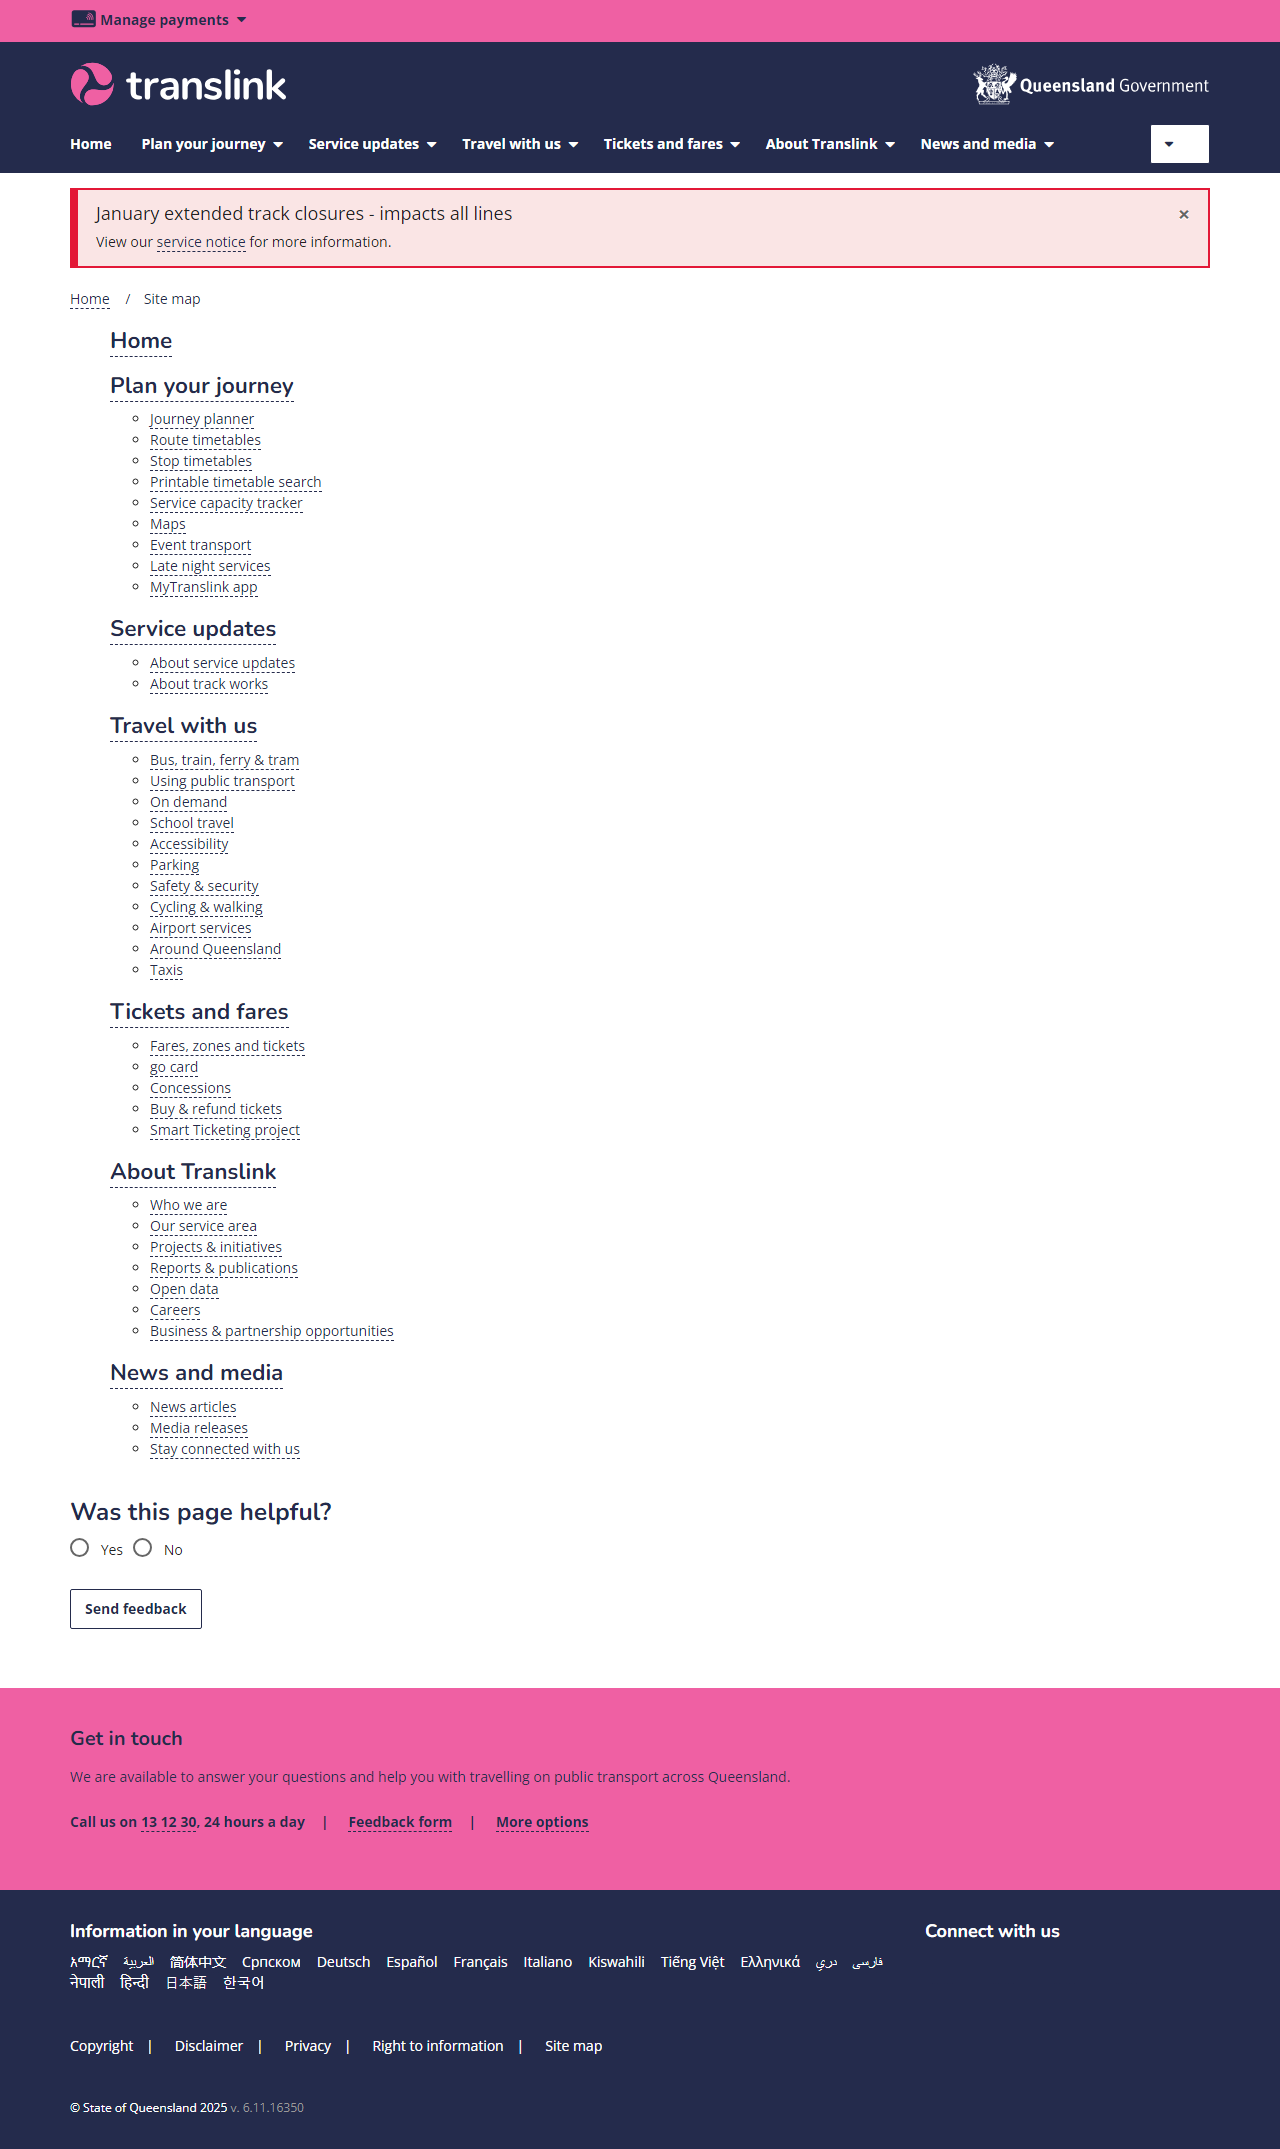 Manage payments
translink
Queensland Government
Home Plan your journey Service updates Travel with us Tickets and fares About Translink News and media
January extended track closures - impacts all lines ×
View our service notice for more information.
Home / Site map
Home
Plan your journey
Journey planner
Route timetables
Stop timetables
Printable timetable search
Service capacity tracker
Maps
Event transport
Late night services
MyTranslink app
Service updates
About service updates
About track works
Travel with us
Bus, train, ferry & tram
Using public transport
On demand
School travel
Accessibility
Parking
Safety & security
Cycling & walking
Airport services
Around Queensland
Taxis
Tickets and fares
Fares, zones and tickets
go card
Concessions
Buy & refund tickets
Smart Ticketing project
About Translink
Who we are
Our service area
Projects & initiatives
Reports & publications
Open data
Careers
Business & partnership opportunities
News and media
News articles
Media releases
Stay connected with us
Was this page helpful?
Yes No
Send feedback
Get in touch
We are available to answer your questions and help you with travelling on public transport across Queensland.
Call us on 13 12 30, 24 hours a day | Feedback form | More options
Information in your language Connect with us
አማርኛ العربية 简体中文 Српском Deutsch Español Français Italiano Kiswahili Tiếng Việt Ελληνικά دري فارسی
नेपाली हिन्दी 日本語 한국어
Copyright | Disclaimer | Privacy | Right to information | Site map
© State of Queensland 2025 v. 6.11.16350